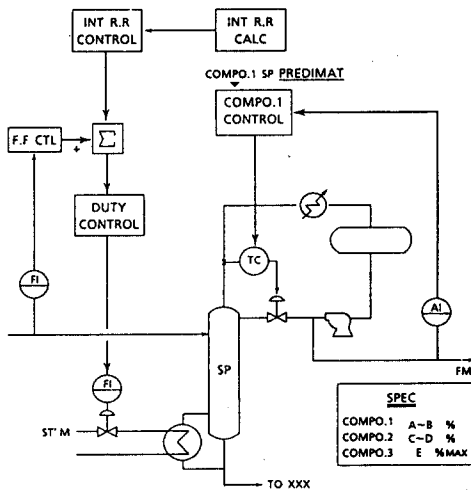 INT R.R
CONTROL
INT R.R
CALC
COMPO.1 SP PREDIMAT
COMPO.1
CONTROL
F.F CTL
+
Σ
DUTY
CONTROL
TC
FI
AI
SP
FM
FI
ST' M
SPEC
COMPO.1 A~B %
COMPO.2 C~D %
COMPO.3 E %MAX
TO XXX